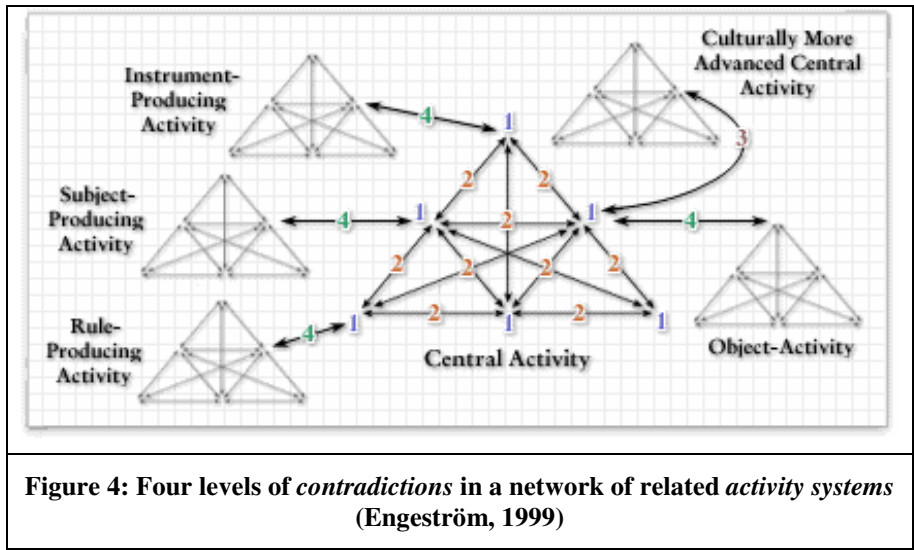 Instrument-
Producing
Activity
Culturally More
Advanced Central
Activity
4
1
3
2
2
Subject-
Producing
Activity
4
1
2
1
4
2
2
2
2
Rule-
Producing
Activity
4
1
2
1
2
1
Central Activity
Object-Activity
Figure 4: Four levels of contradictions in a network of related activity systems
(Engeström, 1999)